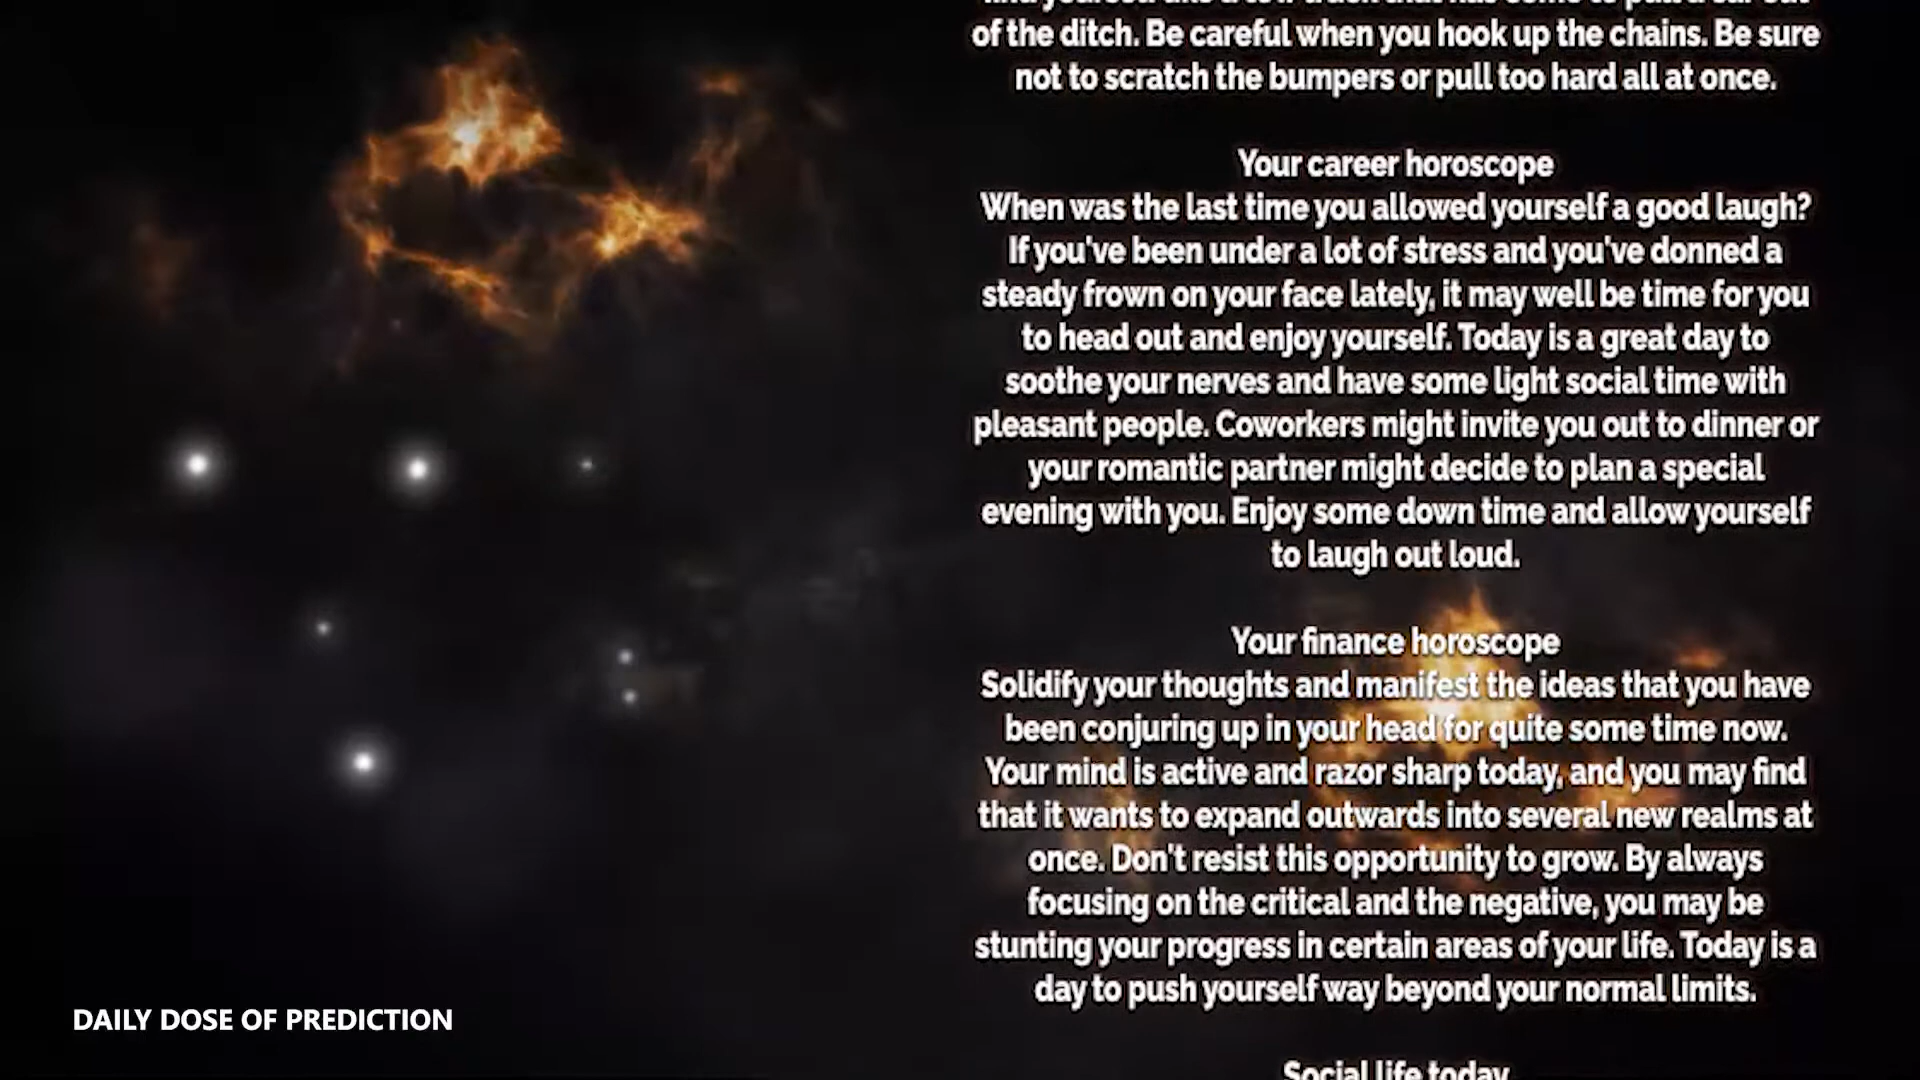 of the ditch. Be careful when you hook up the chains. Be sure
not to scratch the bumpers or pull too hard all at once.
Your career horoscope
When was the last time you allowed yourself a good laugh?
If you've been under a lot of stress and you've donned a
steady frown on your face lately, it may well be time for you
to head out and enjoy yourself. Today is a great day to
soothe your nerves and have some light social time with
pleasant people. Coworkers might invite you out to dinner or
your romantic partner might decide to plan a special
evening with you. Enjoy some down time and allow yourself
to laugh out loud.
Your finance horoscope
Solidify your thoughts and manifest the ideas that you have
been conjuring up in your head for quite some time now.
Your mind is active and razor sharp today, and you may find
that it wants to expand outwards into several new realms at
once. Don't resist this opportunity to grow. By always
focusing on the critical and the negative, you may be
stunting your progress in certain areas of your life. Today is a
day to push yourself way beyond your normal limits.
Social life today
DAILY DOSE OF PREDICTION